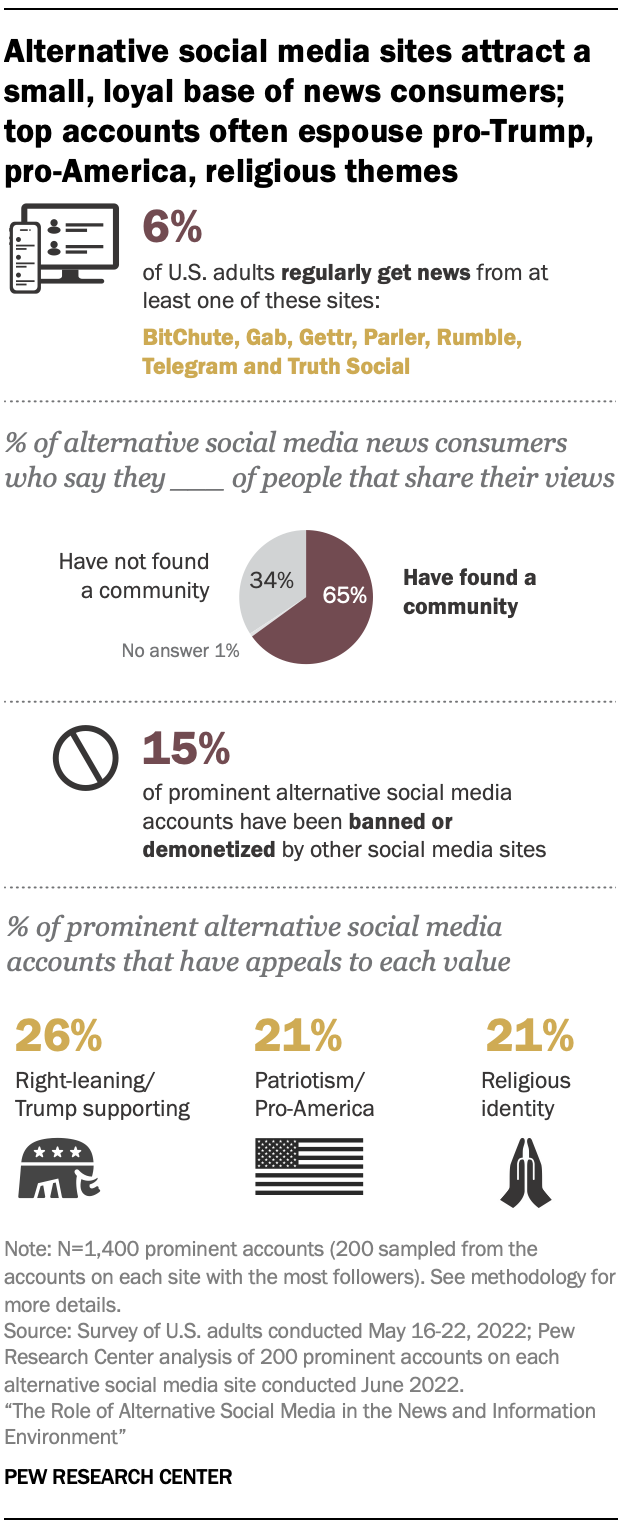 Alternative social media sites attract a
small, loyal base of news consumers;
top accounts often espouse pro-Trump,
pro-America, religious themes
6%
of U.S. adults regularly get news from at
least one of these sites:
BitChute, Gab, Gettr, Parler, Rumble,
Telegram and Truth Social
% of alternative social media news consumers
who say they ____ of people that share their views
Have not found
a community
34%
65%
Have found a
community
No answer 1%
15%
of prominent alternative social media
accounts have been banned or
demonetized by other social media sites
% of prominent alternative social media
accounts that have appeals to each value
26%
Right-leaning/
Trump supporting
21%
Patriotism/
Pro-America
21%
Religious
identity
Note: N=1,400 prominent accounts (200 sampled from the
accounts on each site with the most followers). See methodology for
more details.
Source: Survey of U.S. adults conducted May 16-22, 2022; Pew
Research Center analysis of 200 prominent accounts on each
alternative social media site conducted June 2022.
“The Role of Alternative Social Media in the News and Information
Environment”
PEW RESEARCH CENTER